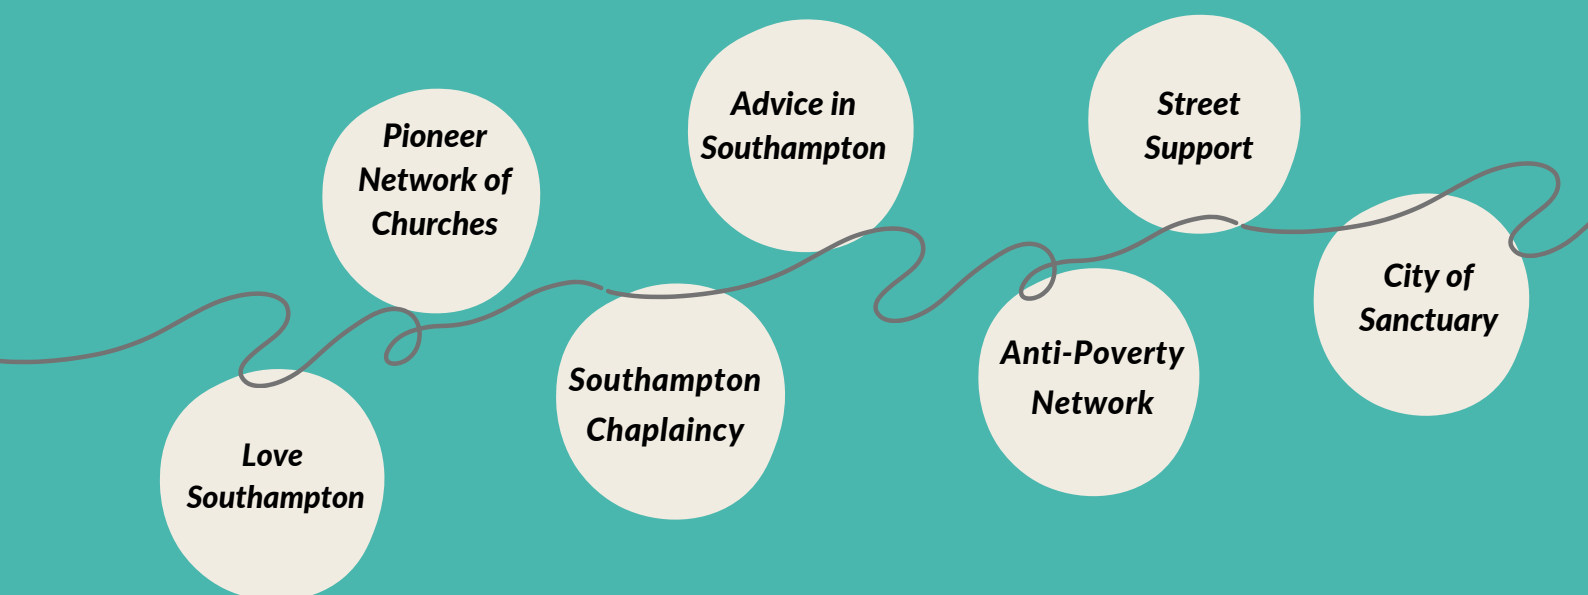 Love
Southampton
Pioneer
Network of
Churches
Southampton
Chaplaincy
Advice in
Southampton
Anti-Poverty
Network
Street
Support
City of
Sanctuary